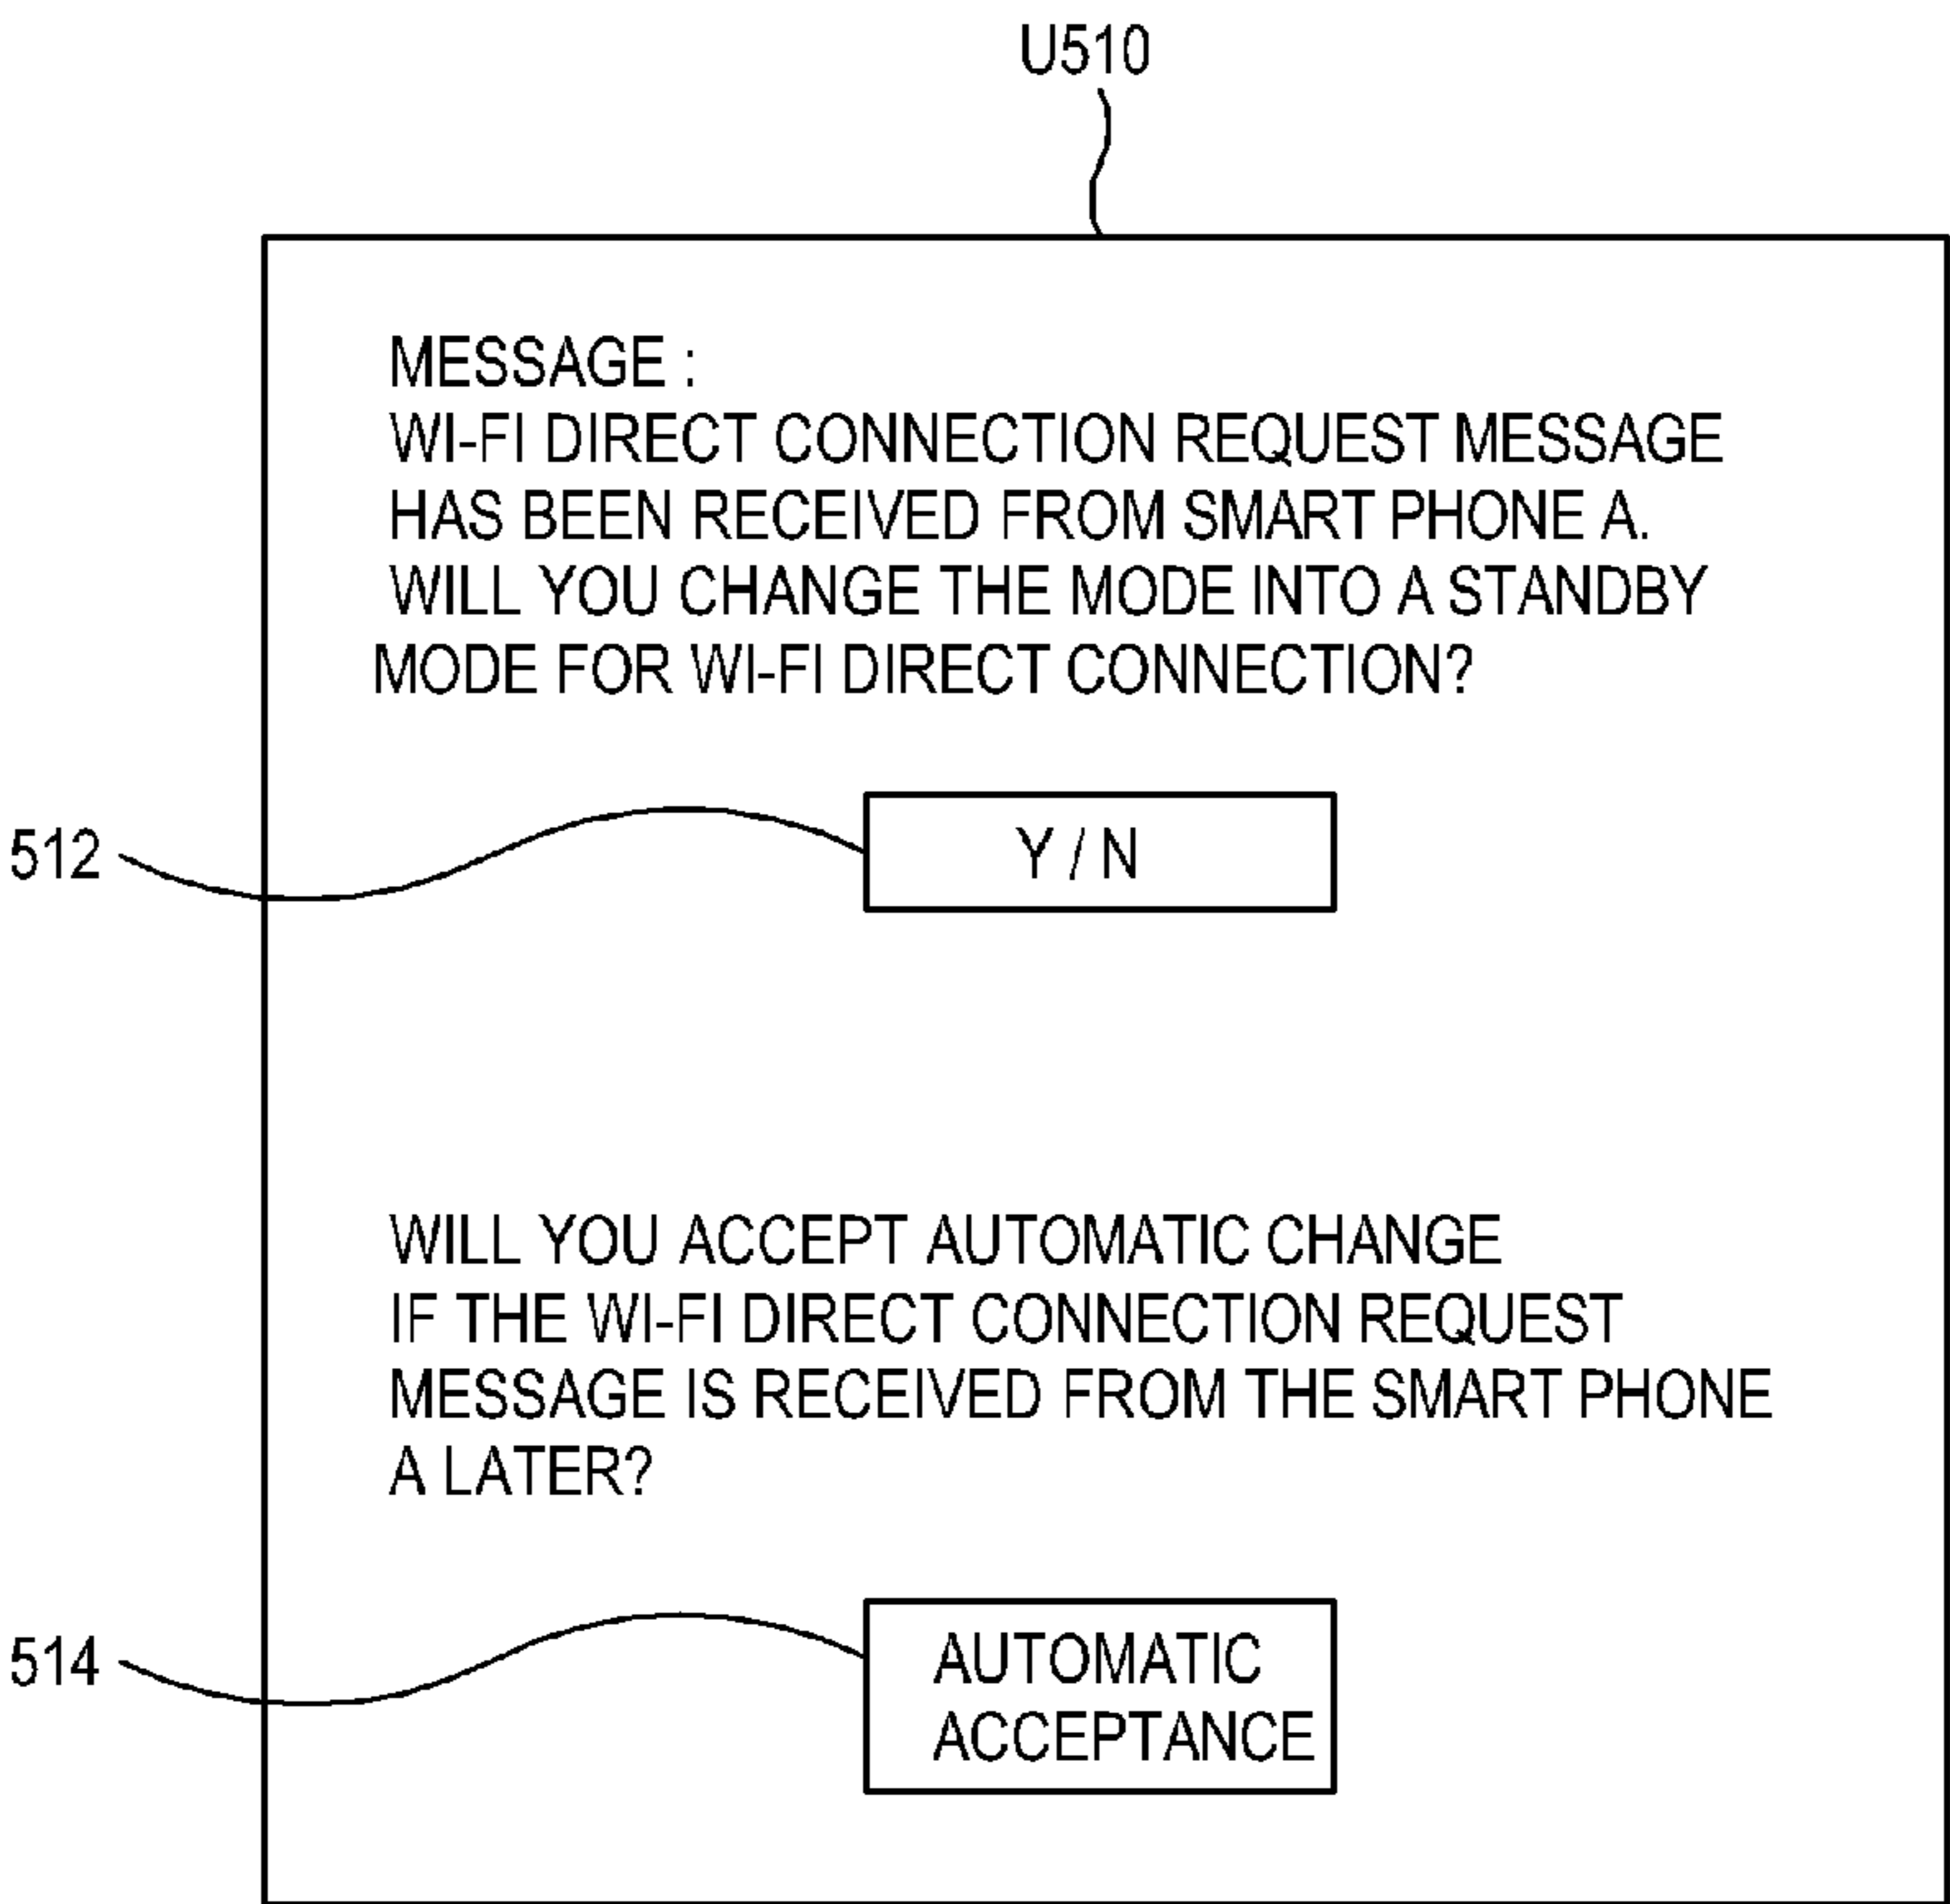 U510
MESSAGE :
WI-FI DIRECT CONNECTION REQUEST MESSAGE
HAS BEEN RECEIVED FROM SMART PHONE A.
WILL YOU CHANGE THE MODE INTO A STANDBY
MODE FOR WI-FI DIRECT CONNECTION?
512
Y / N
WILL YOU ACCEPT AUTOMATIC CHANGE
IF THE WI-FI DIRECT CONNECTION REQUEST
MESSAGE IS RECEIVED FROM THE SMART PHONE
A LATER?
514
AUTOMATIC
ACCEPTANCE